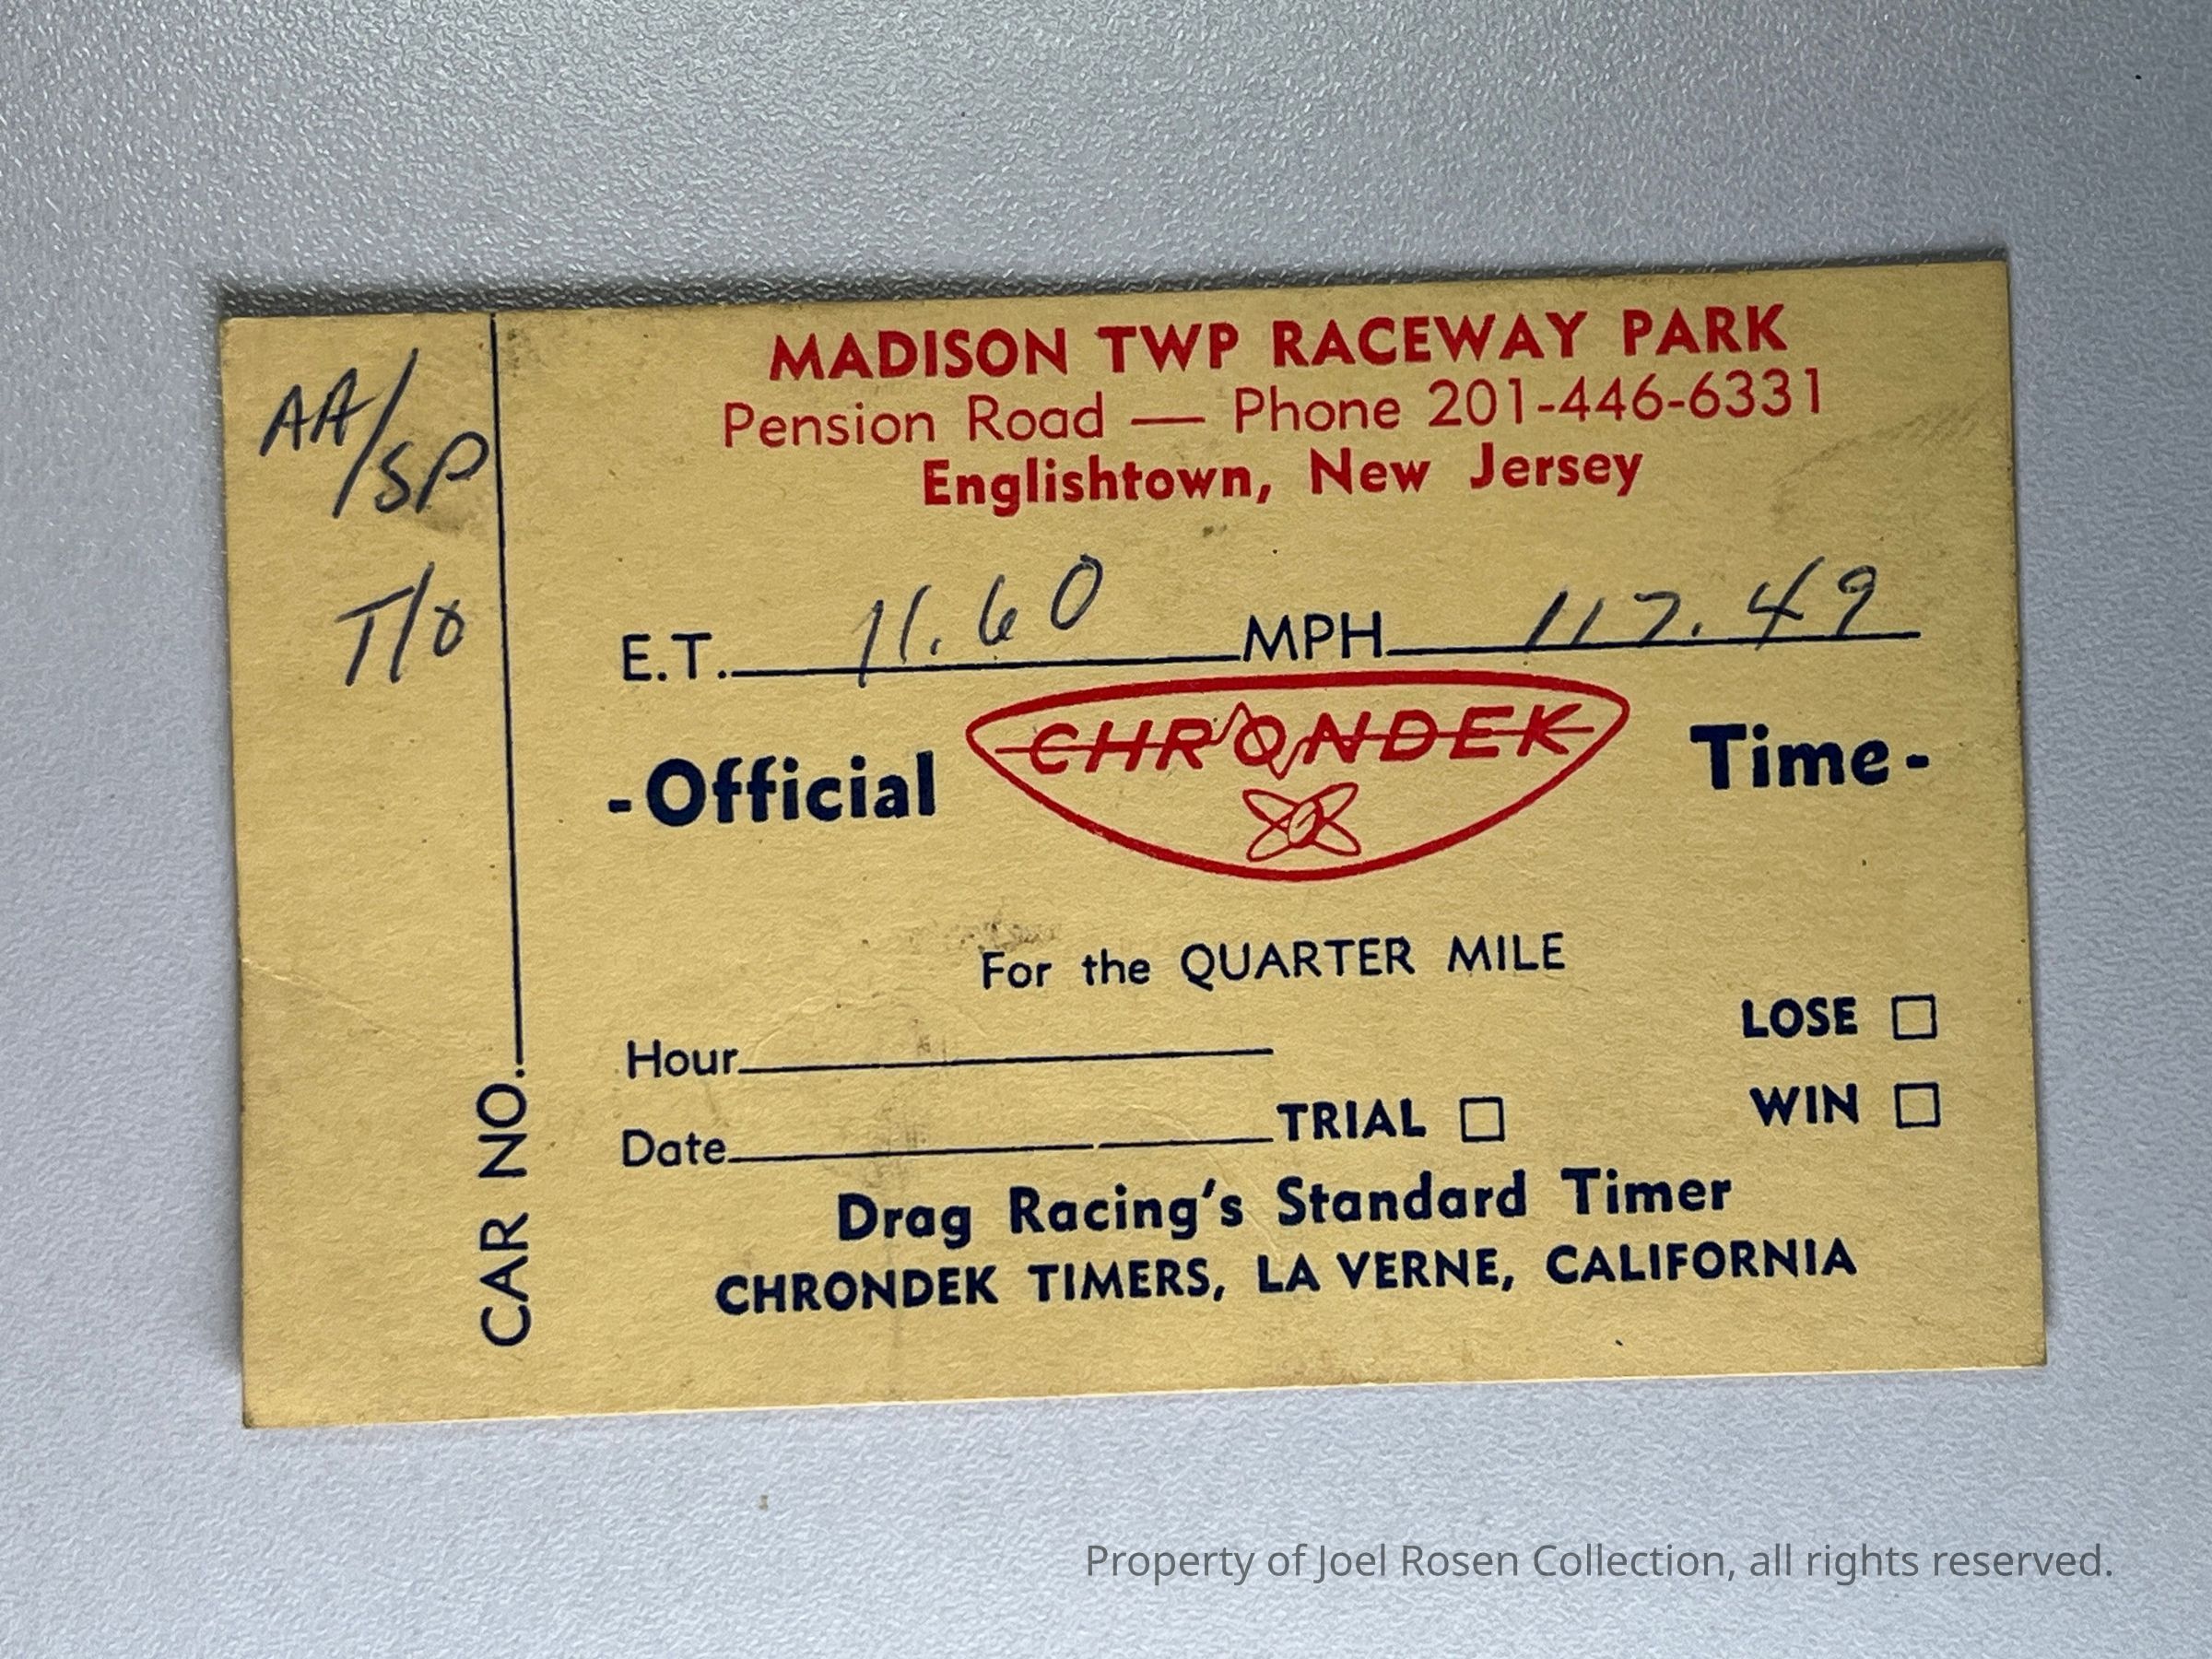 AA/SP
T/O
CAR NO.
MADISON TWP RACEWAY PARK
Pension Road — Phone 201-446-6331
Englishtown, New Jersey
E.T. 11.60 MPH 117.49
-Official CHRONDEK Time-
For the QUARTER MILE
LOSE
Hour
WIN
Date TRIAL
Drag Racing's Standard Timer
CHRONDEK TIMERS, LA VERNE, CALIFORNIA
Property of Joel Rosen Collection, all rights reserved.